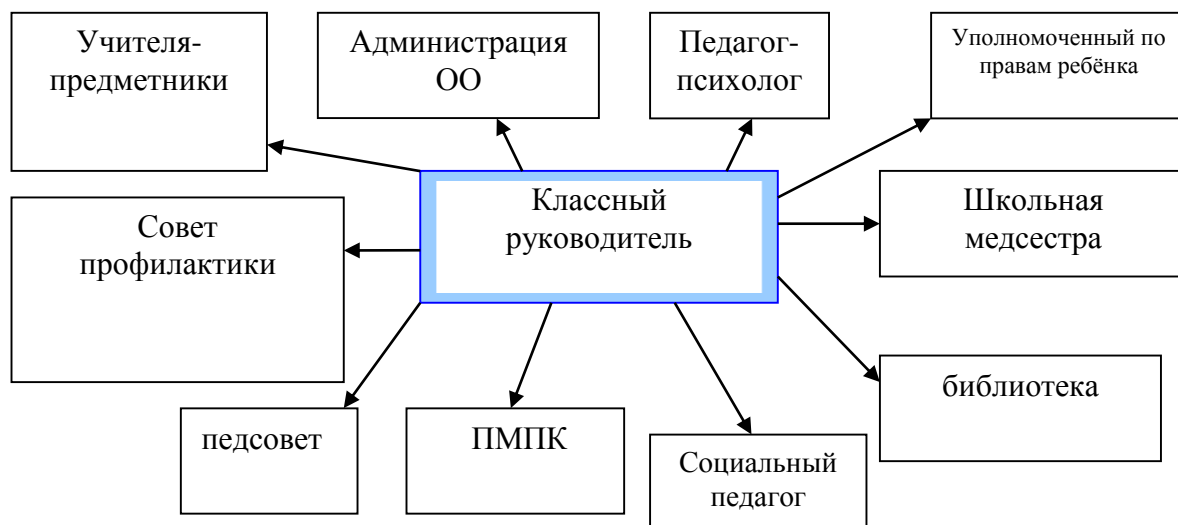 Учителя-
предметники
Администрация
ОО
Педагог-
психолог
Уполномоченный по
правам ребёнка
Классный
руководитель
Школьная
медсестра
Совет
профилактики
библиотека
педсовет
ПМПК
Социальный
педагог